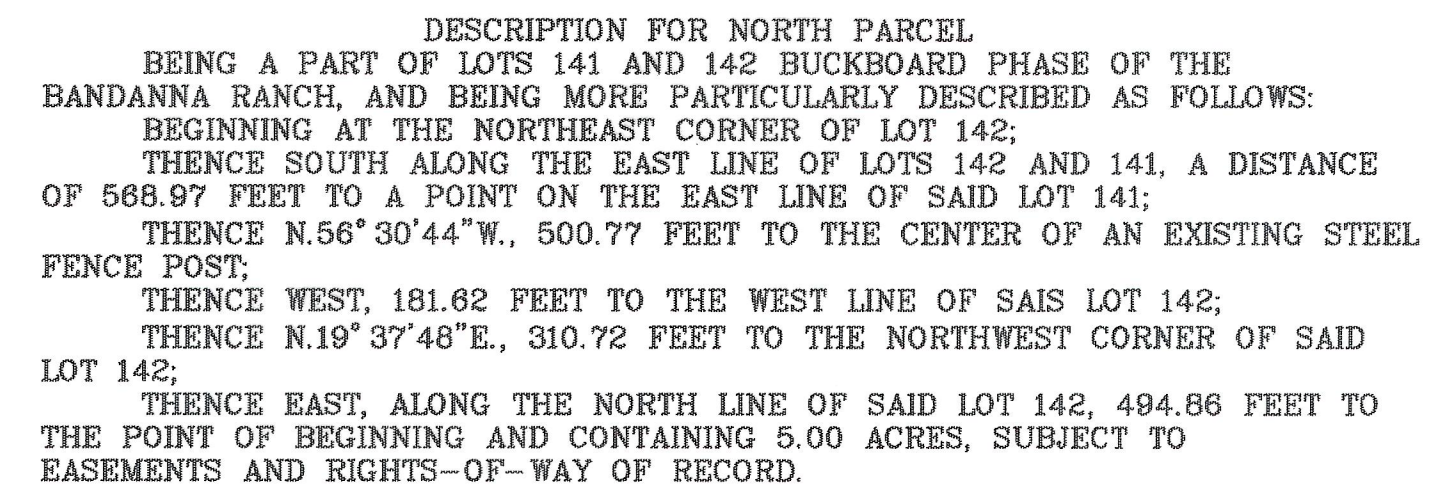 DESCRIPTION FOR NORTH PARCEL
BEING A PART OF LOTS 141 AND 142 BUCKBOARD PHASE OF THE
BANDANNA RANCH, AND BEING MORE PARTICULARLY DESCRIBED AS FOLLOWS:
BEGINNING AT THE NORTHEAST CORNER OF LOT 142;
THENCE SOUTH ALONG THE EAST LINE OF LOTS 142 AND 141, A DISTANCE
OF 568.97 FEET TO A POINT ON THE EAST LINE OF SAID LOT 141;
THENCE N.56°30'44"W., 500.77 FEET TO THE CENTER OF AN EXISTING STEEL
FENCE POST;
THENCE WEST, 181.62 FEET TO THE WEST LINE OF SAIS LOT 142;
THENCE N.19°37'48"E., 310.72 FEET TO THE NORTHWEST CORNER OF SAID
LOT 142;
THENCE EAST, ALONG THE NORTH LINE OF SAID LOT 142, 494.86 FEET TO
THE POINT OF BEGINNING AND CONTAINING 5.00 ACRES, SUBJECT TO
EASEMENTS AND RIGHTS-OF-WAY OF RECORD.